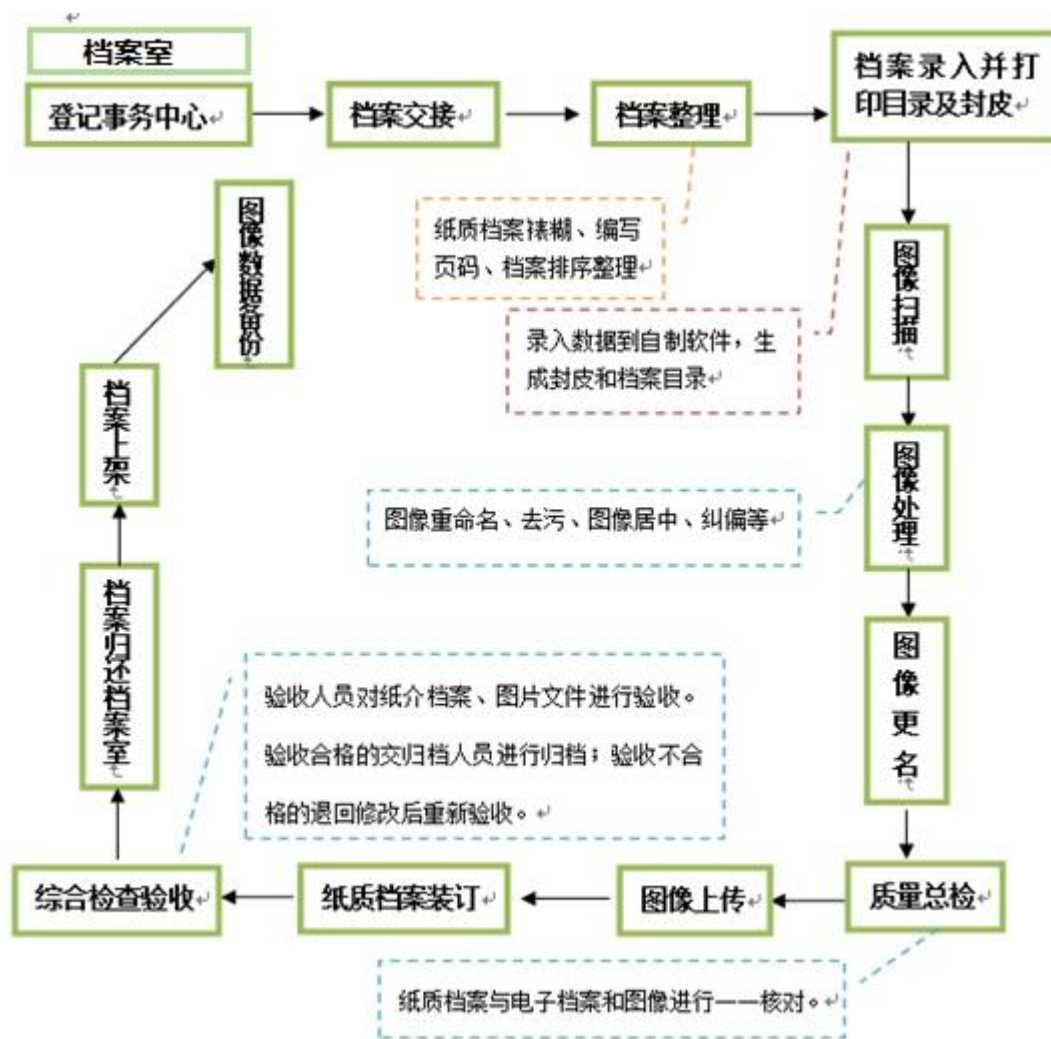 档案室
登记事务中心
档案交接
档案整理
档案录入并打
印目录及封皮
纸质档案裱糊、编写
页码、档案排序整理
录入数据到自制软件，生
成封皮和档案目录
图像扫描
图像处理
图像重命名、去污、图像居中、纠偏等
图像更名
质量总检
纸质档案与电子档案和图像进行一一核对。
图像上传
纸质档案装订
综合检查验收
验收人员对纸介档案、图片文件进行验收。
验收合格的交归档人员进行归档；验收不合
格的退回修改后重新验收。
档案归还档案室
档案上架
图像数据备份